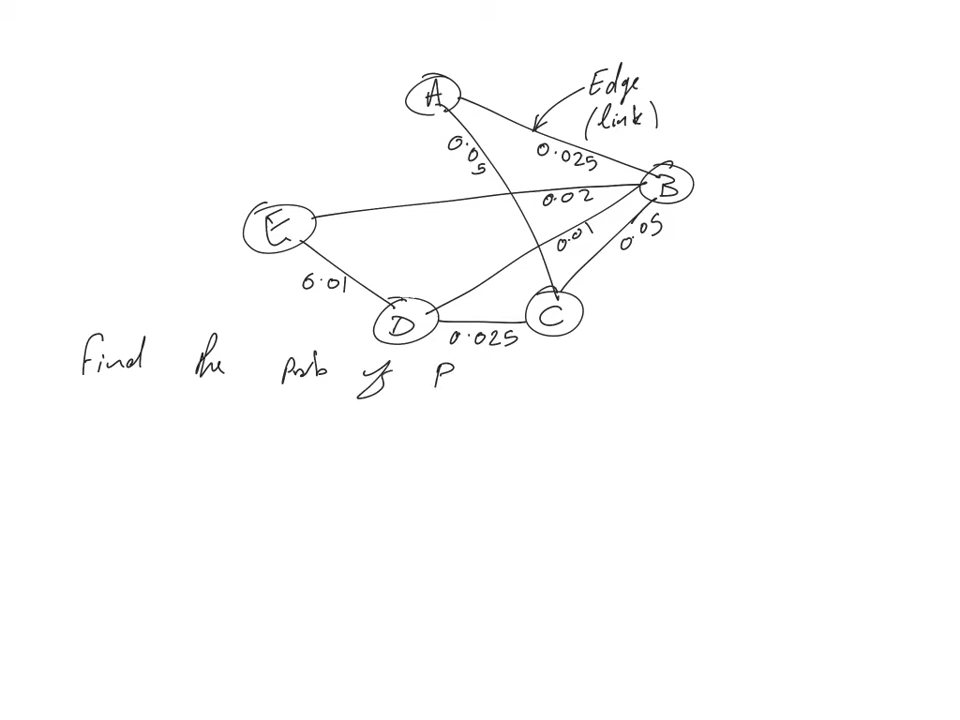 A
Edge
(link)
0.05
0.025
B
0.02
E
0.01
0.05
0.01
D
C
0.025
Find the prob of P